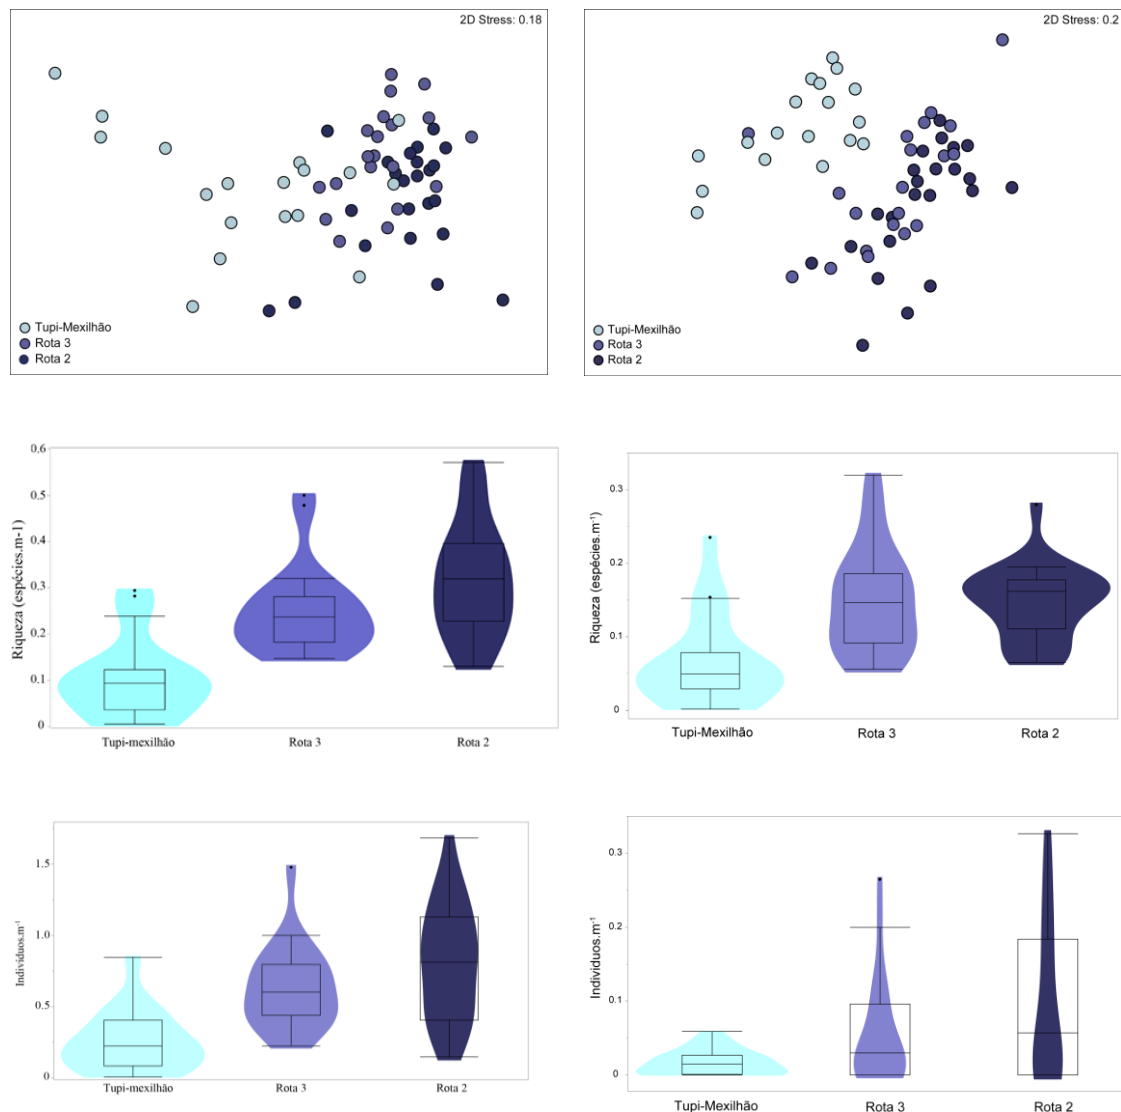 2D Stress: 0.18
Tupi-Mexilhão
Rota 3
Rota 2
2D Stress: 0.2
Tupi-Mexilhão
Rota 3
Rota 2
Riqueza (espécies.m-1)
0.6
0.5
0.4
0.3
0.2
0.1
0
Tupi-mexilhão Rota 3 Rota 2
Riqueza (espécies.m⁻¹)
0.3
0.2
0.1
0
Tupi-Mexilhão Rota 3 Rota 2
Indivíduos.m⁻¹
1.5
1.0
0.5
0
Tupi-mexilhão Rota 3 Rota 2
Indivíduos.m⁻¹
0.3
0.2
0.1
0
Tupi-Mexilhão Rota 3 Rota 2